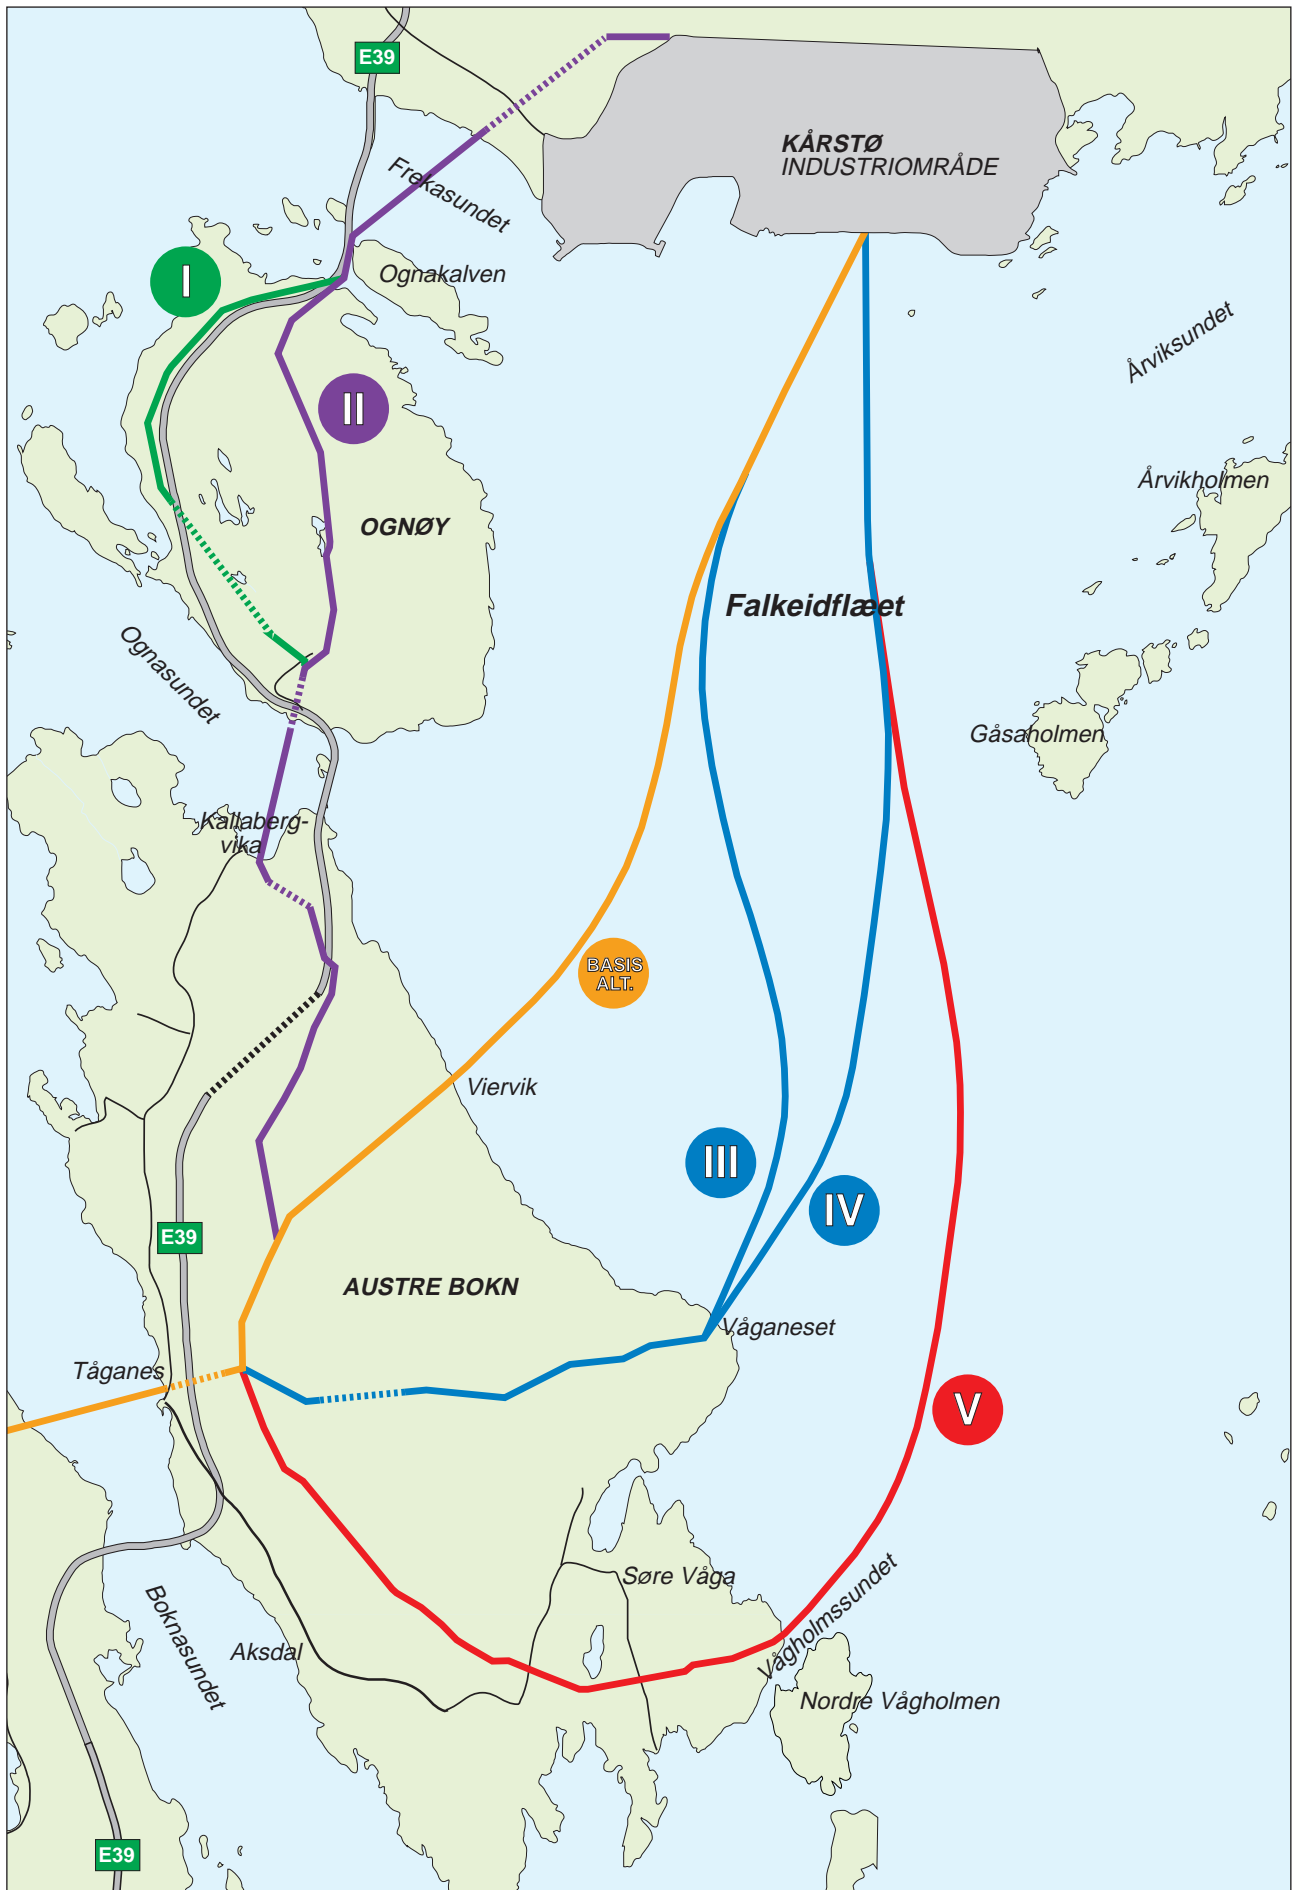 E39
KÅRSTØ
INDUSTRIOMRÅDE
Frekasundet
Ognakalven
I
Årviksundet
II
Årvikholmen
OGNØY
Falkeidflæet
Ognasundet
Gåsaholmen
Kallaberg-
vika
BASIS
ALT.
Viervik
III
IV
E39
AUSTRE BOKN
Våganeset
Tåganes
V
Søre Våga
Vågholmssundet
Boknasundet
Aksdal
Nordre Vågholmen
E39